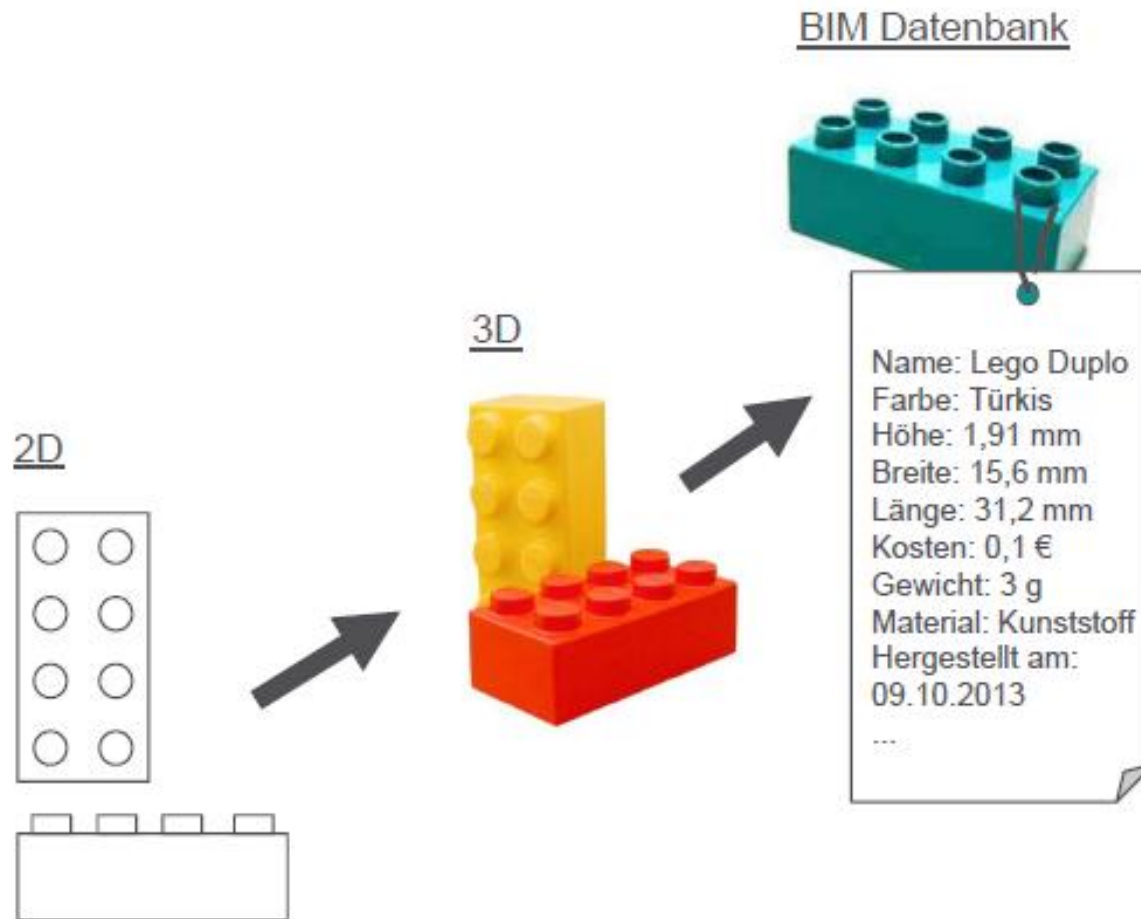 BIM Datenbank
3D
2D
Name: Lego Duplo
Farbe: Türkis
Höhe: 1,91 mm
Breite: 15,6 mm
Länge: 31,2 mm
Kosten: 0,1 €
Gewicht: 3 g
Material: Kunststoff
Hergestellt am:
09.10.2013
...